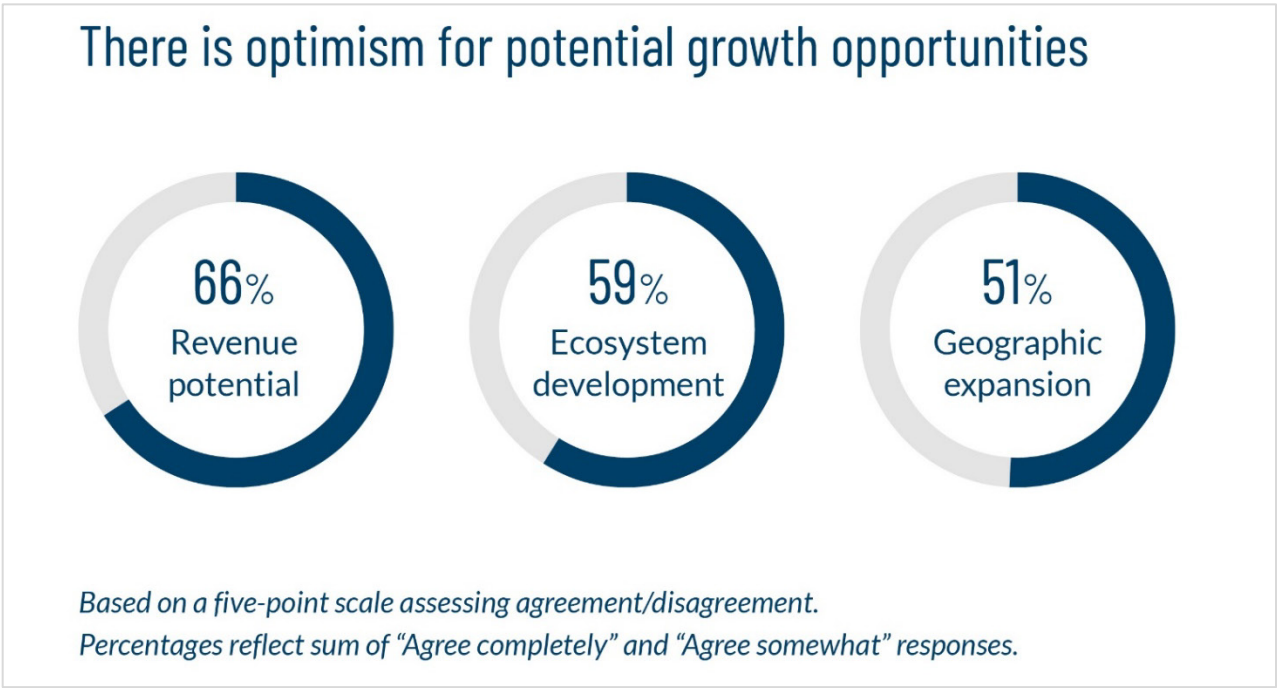 There is optimism for potential growth opportunities
66%
Revenue
potential
59%
Ecosystem
development
51%
Geographic
expansion
Based on a five-point scale assessing agreement/disagreement.
Percentages reflect sum of “Agree completely” and “Agree somewhat” responses.